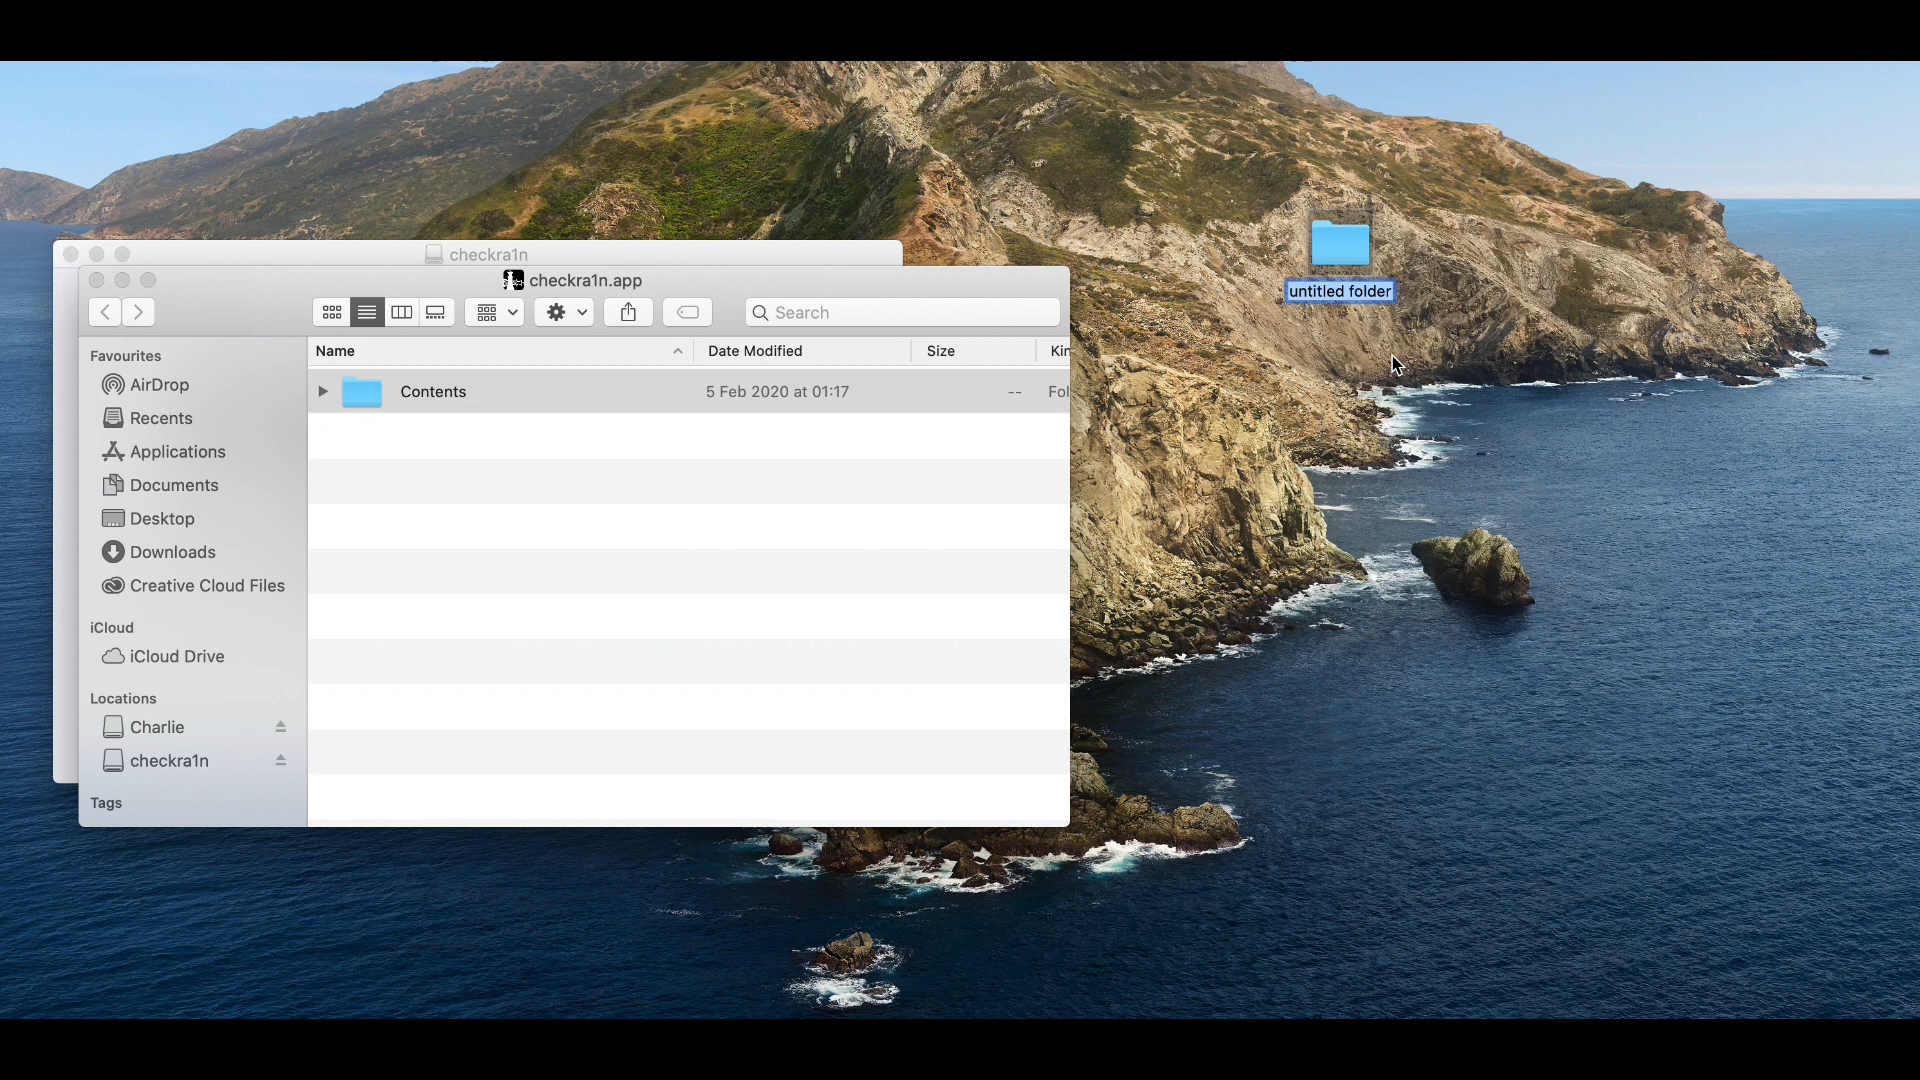 checkra1n
checkra1n.app
Search
Favourites
AirDrop
Recents
Applications
Documents
Desktop
Downloads
Creative Cloud Files
iCloud
iCloud Drive
Locations
Charlie
checkra1n
Tags
Name Date Modified Size Kin
Contents 5 Feb 2020 at 01:17 -- Fol
untitled folder